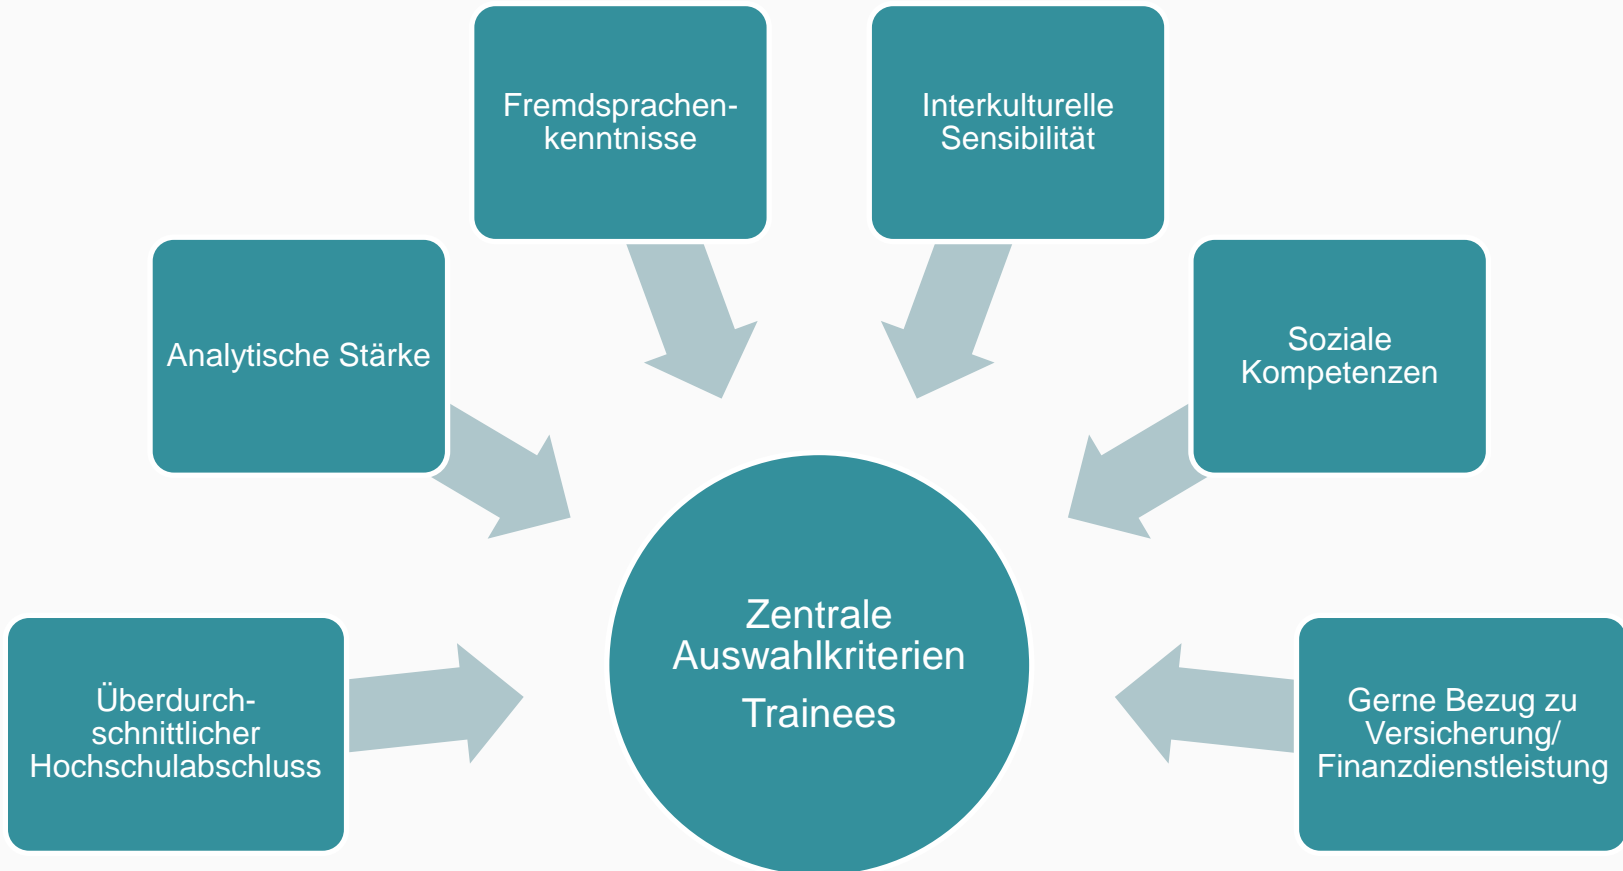 Fremdsprachen-
kenntnisse
Interkulturelle
Sensibilität
Analytische Stärke
Soziale
Kompetenzen
Zentrale
Auswahlkriterien
Trainees
Überdurch-
schnittlicher
Hochschulabschluss
Gerne Bezug zu
Versicherung/
Finanzdienstleistung